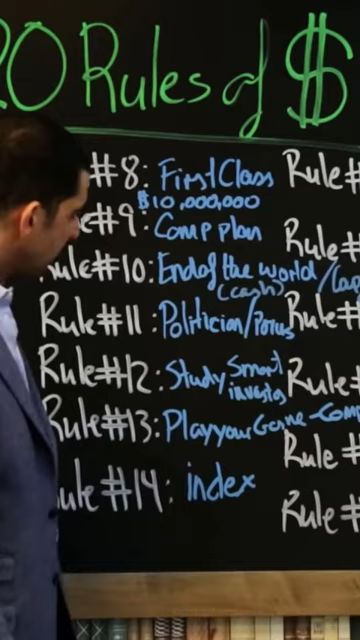 20 Rules of $
#8: First Class
$10,000,000
#9: Comp plan
Rule#10: End of the world
(cash)
Rule#11: Politician/
Rule#12: Study Smart
investors
Rule#13: Play your Game - Comp
Rule#14: index
Rule#
Rule#
Rule#
Rule#
Rule#
Rule#